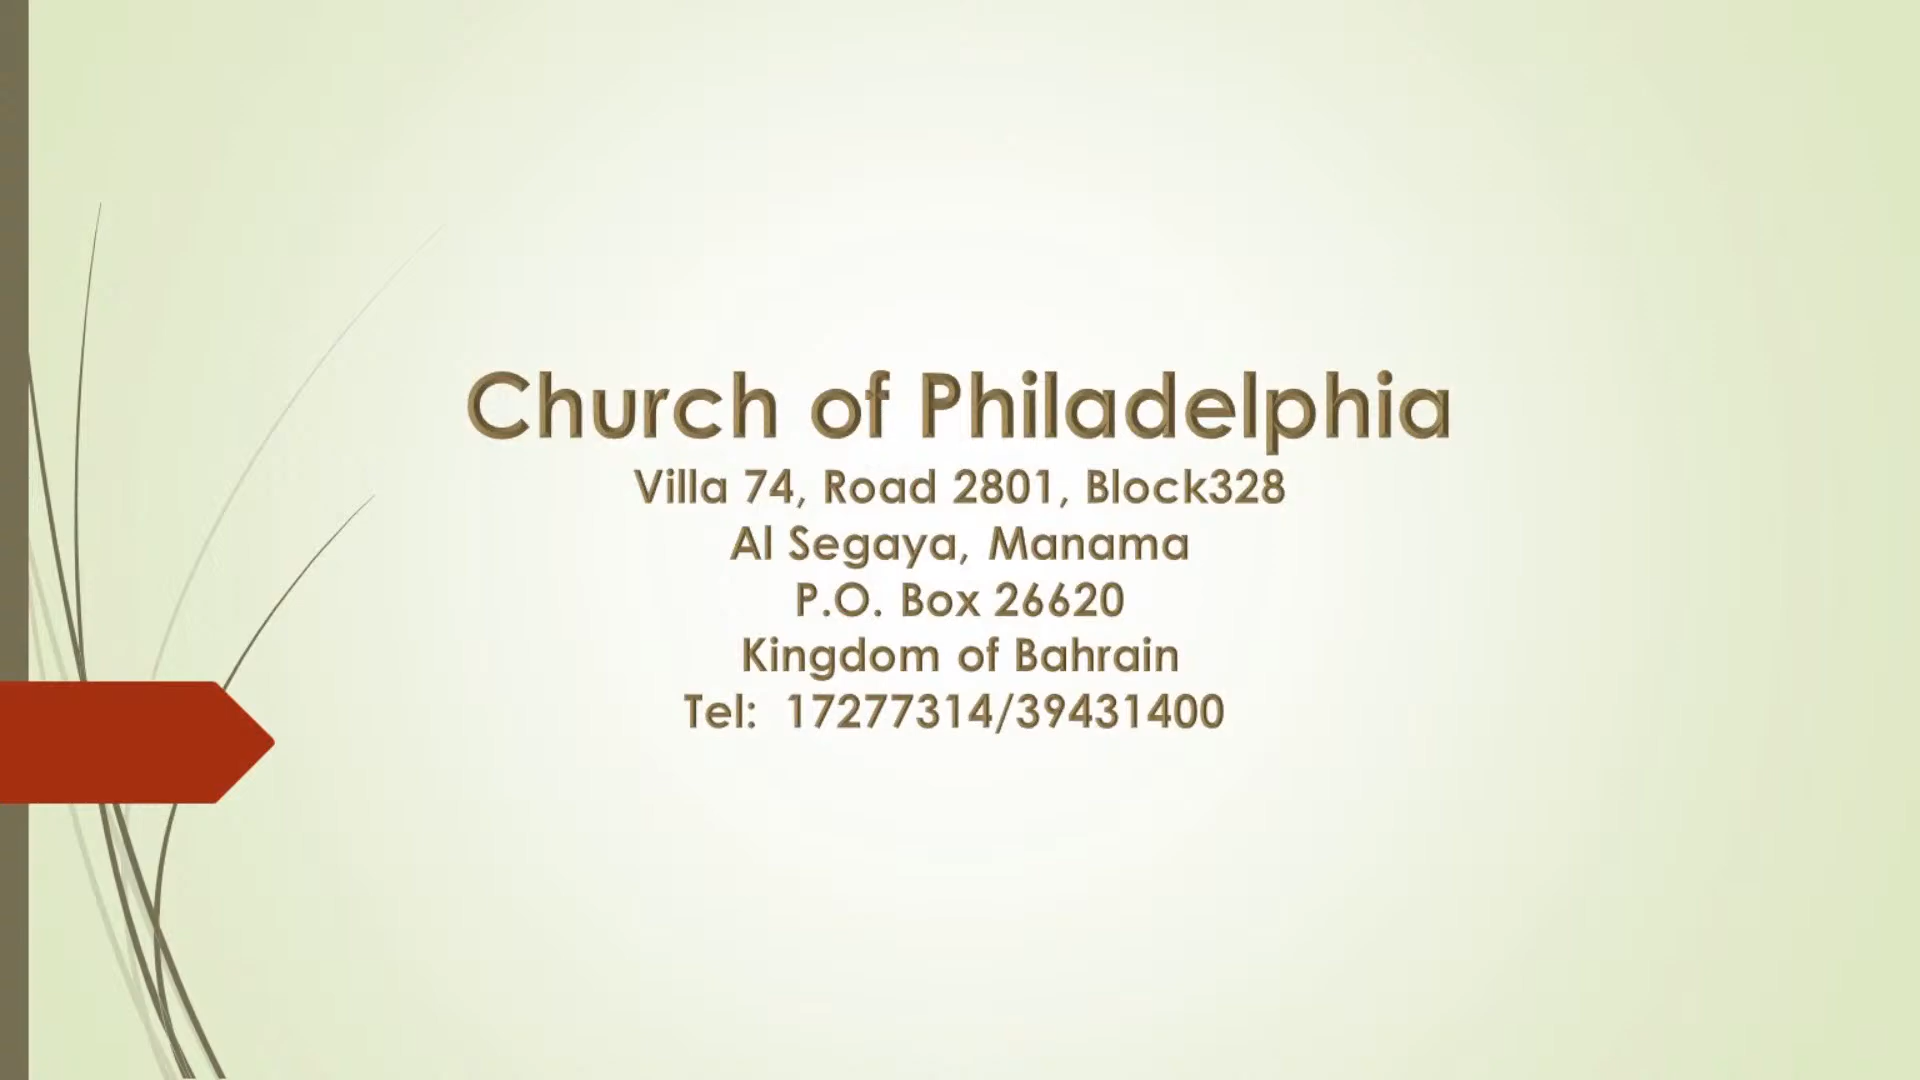 Church of Philadelphia
Villa 74, Road 2801, Block328
Al Segaya, Manama
P.O. Box 26620
Kingdom of Bahrain
Tel:  17277314/39431400